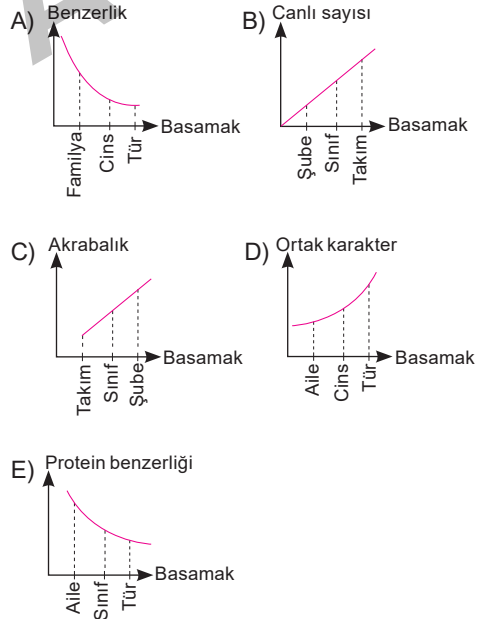 A) Benzerlik
Basamak
Familya
Cins
Tür
B) Canlı sayısı
Basamak
Şube
Sınıf
Takım
C) Akrabalık
Basamak
Takım
Sınıf
Şube
D) Ortak karakter
Basamak
Aile
Cins
Tür
E) Protein benzerliği
Basamak
Aile
Sınıf
Tür